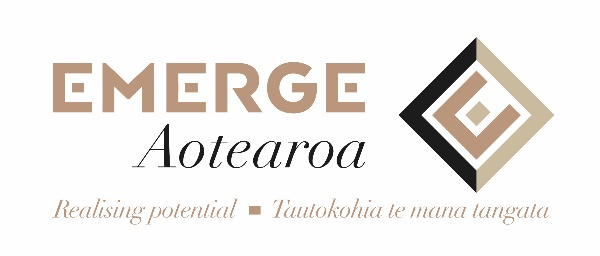 EMERGE
Aotearoa
Realising potential ■ Tautokohia te mana tangata